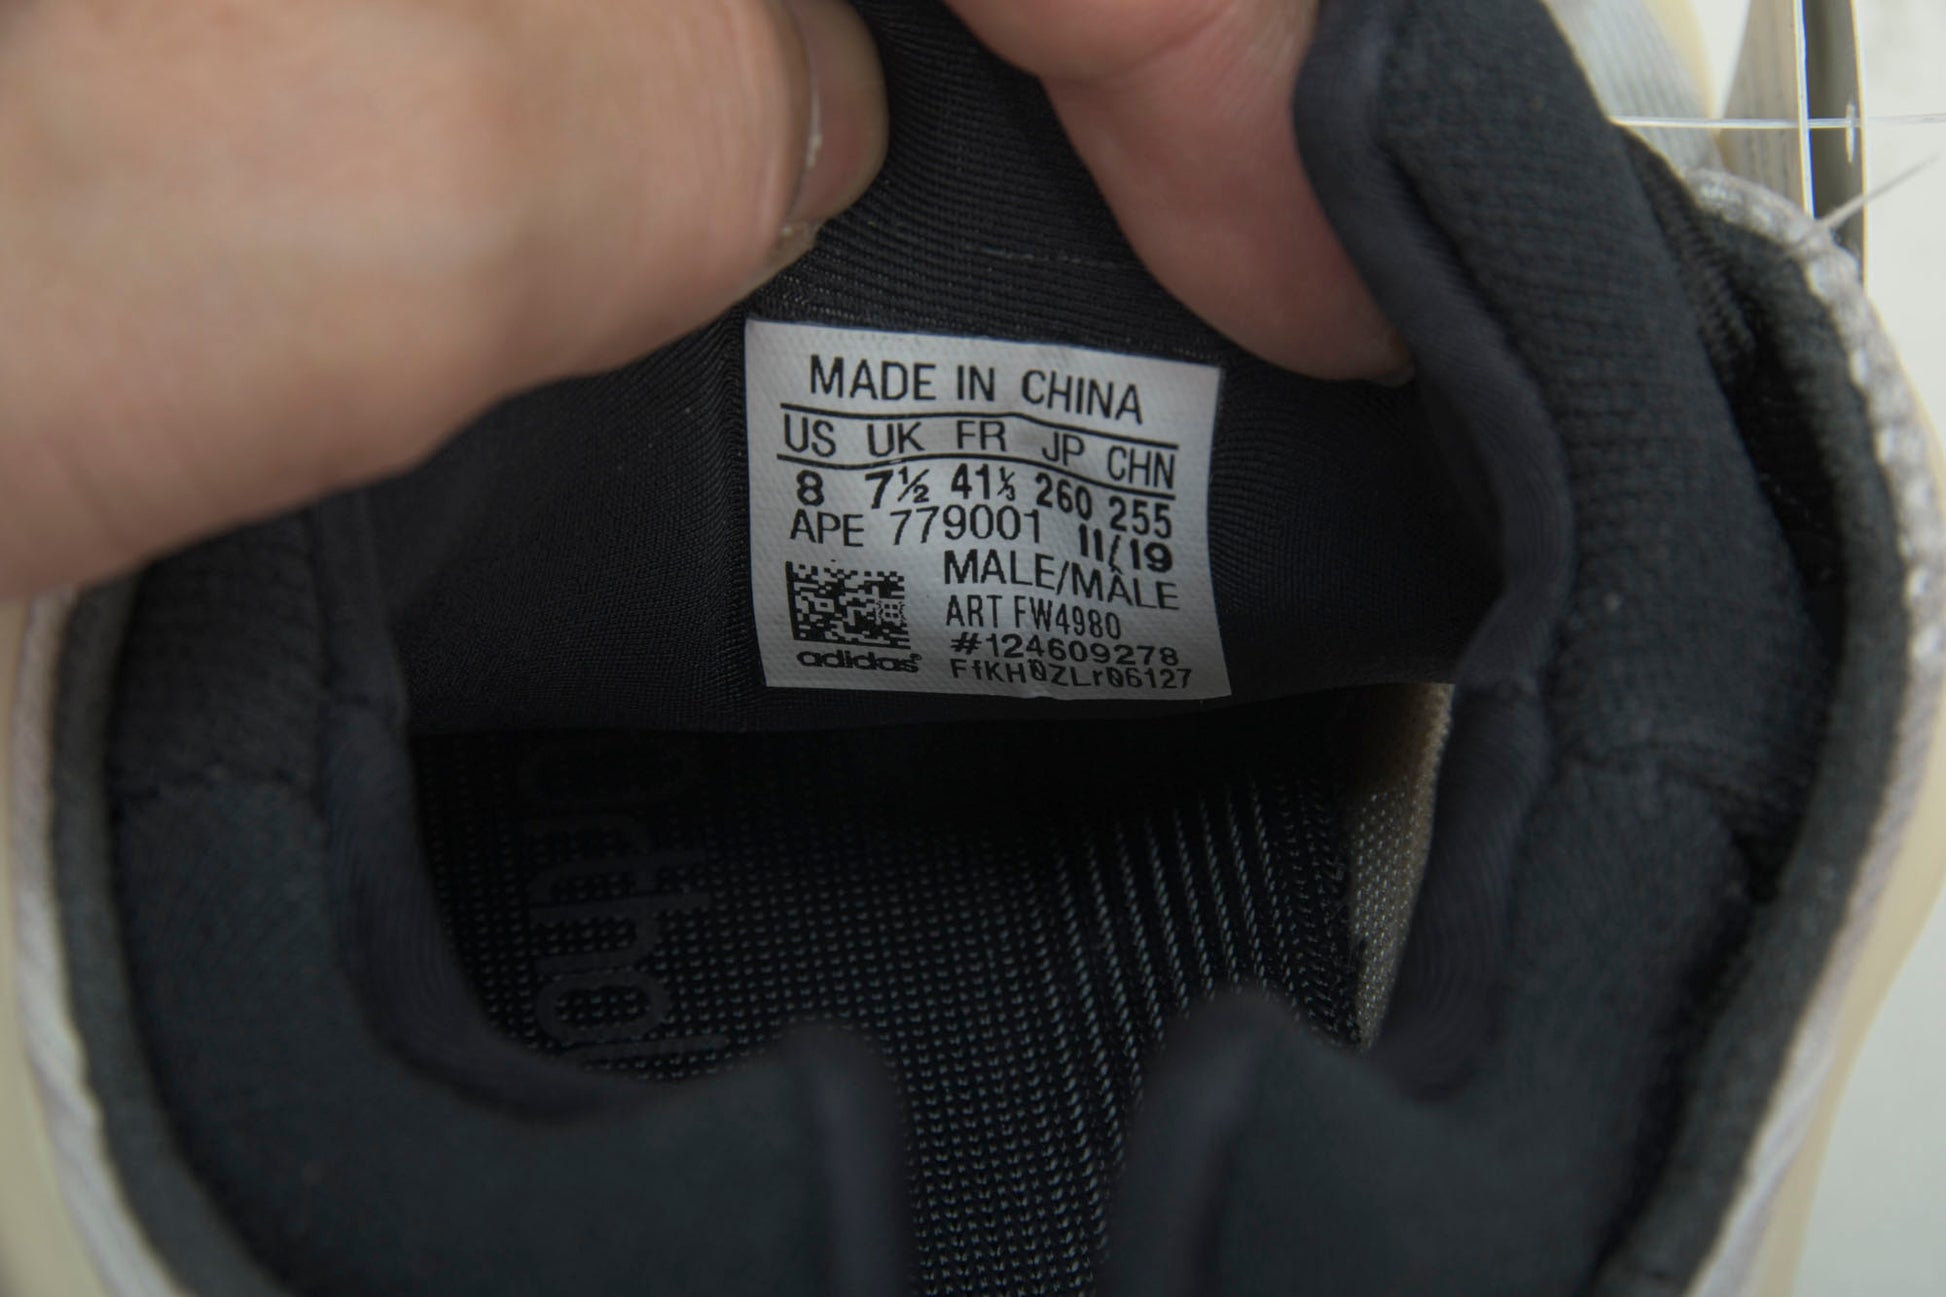 MADE IN CHINA
US UK FR JP CHN
8 7½ 41⅓ 260 255
APE 779001 11/19
MALE/MÂLE
ART FW4980
#124609278
adidas® FfKH0ZLr06127
ortho